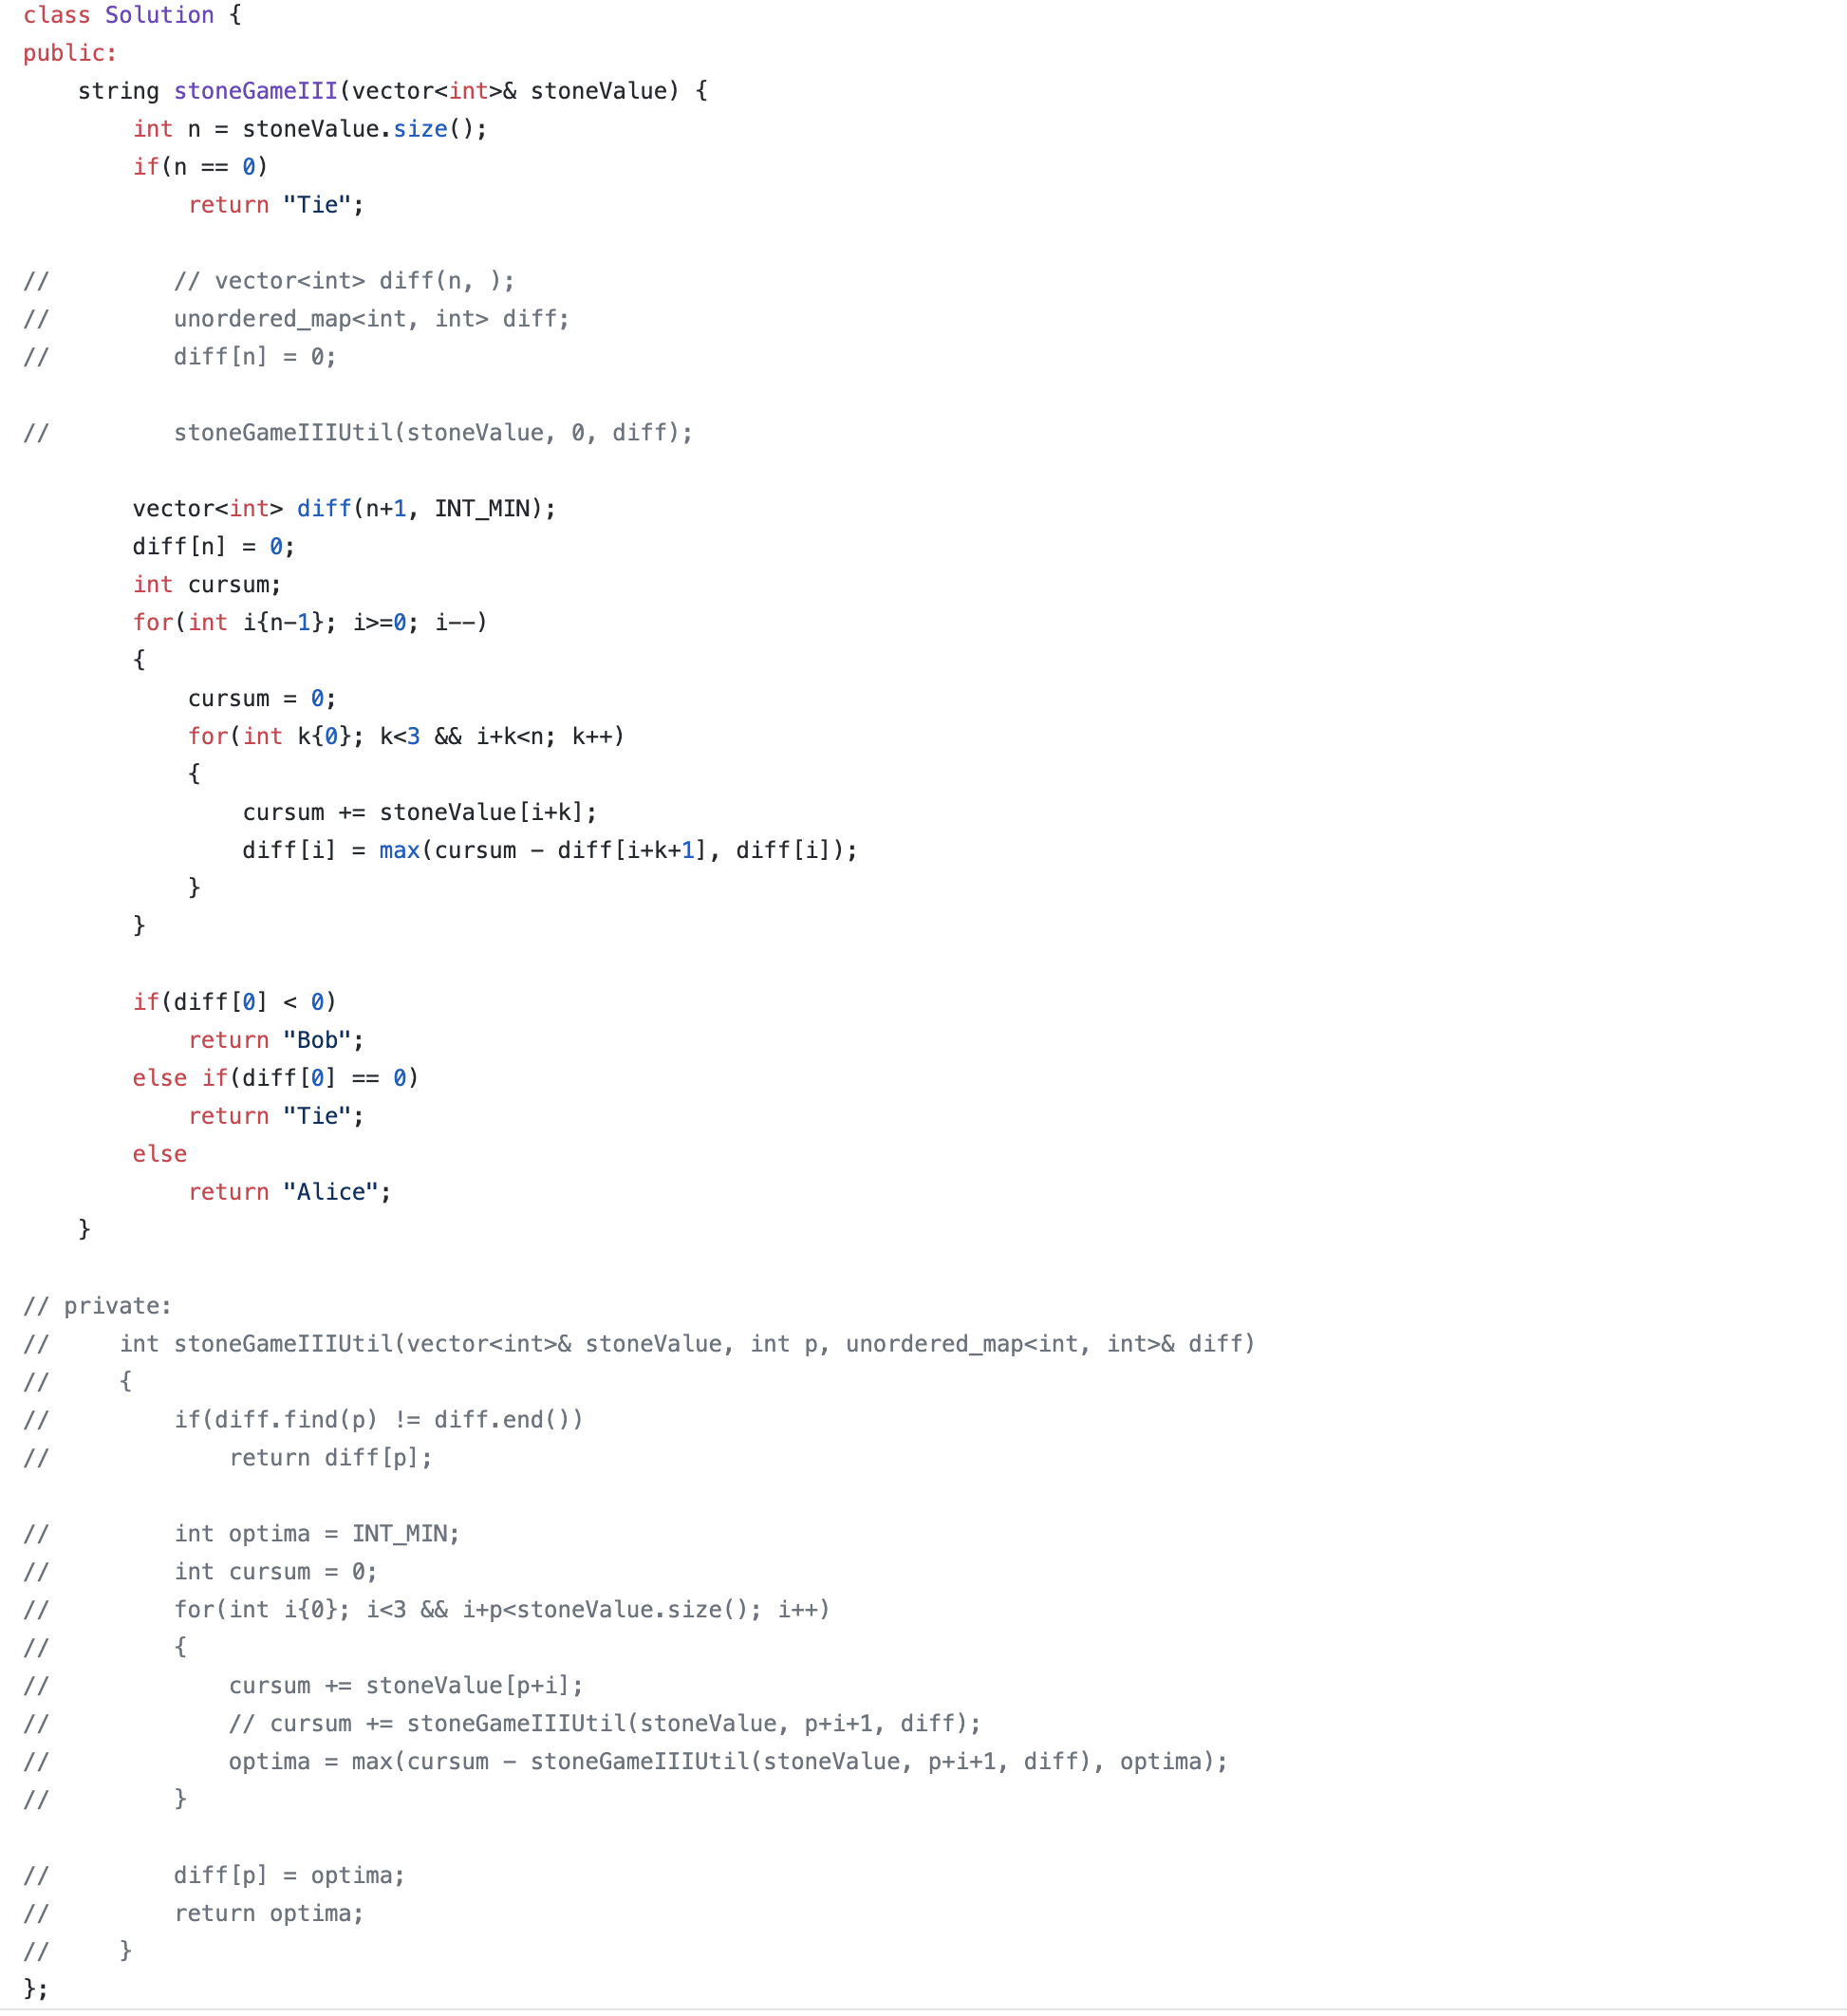 class Solution {
public:
    string stoneGameIII(vector<int>& stoneValue) {
        int n = stoneValue.size();
        if(n == 0)
            return "Tie";

//         // vector<int> diff(n, );
//         unordered_map<int, int> diff;
//         diff[n] = 0;

//         stoneGameIIIUtil(stoneValue, 0, diff);

        vector<int> diff(n+1, INT_MIN);
        diff[n] = 0;
        int cursum;
        for(int i{n-1}; i>=0; i--)
        {
            cursum = 0;
            for(int k{0}; k<3 && i+k<n; k++)
            {
                cursum += stoneValue[i+k];
                diff[i] = max(cursum - diff[i+k+1], diff[i]);
            }
        }

        if(diff[0] < 0)
            return "Bob";
        else if(diff[0] == 0)
            return "Tie";
        else
            return "Alice";
    }

// private:
//     int stoneGameIIIUtil(vector<int>& stoneValue, int p, unordered_map<int, int>& diff)
//     {
//         if(diff.find(p) != diff.end())
//             return diff[p];

//         int optima = INT_MIN;
//         int cursum = 0;
//         for(int i{0}; i<3 && i+p<stoneValue.size(); i++)
//         {
//             cursum += stoneValue[p+i];
//             // cursum += stoneGameIIIUtil(stoneValue, p+i+1, diff);
//             optima = max(cursum - stoneGameIIIUtil(stoneValue, p+i+1, diff), optima);
//         }

//         diff[p] = optima;
//         return optima;
//     }
};